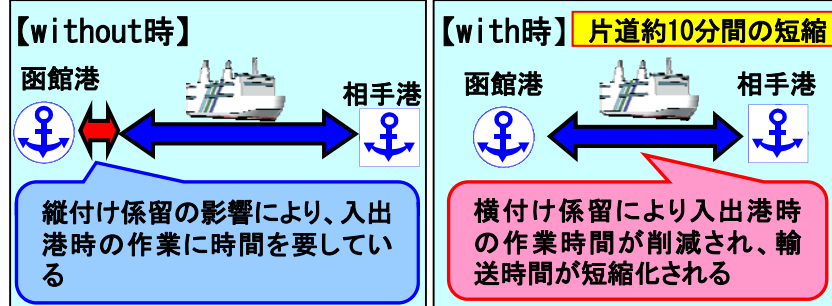 【without時】
函館港
相手港
縦付け係留の影響により、入出
港時の作業に時間を要してい
る
【with時】
片道約10分間の短縮
函館港
相手港
横付け係留により入出港時
の作業時間が削減され、輸
送時間が短縮化される